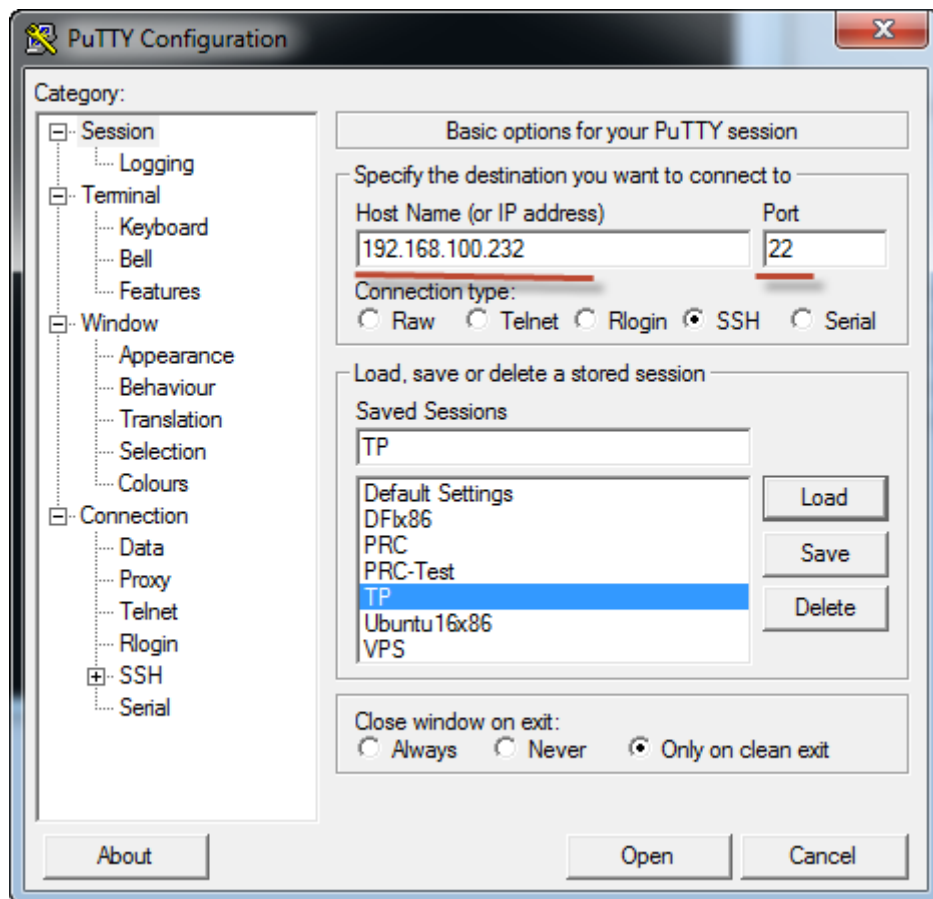 PuTTY Configuration
Category:
Session
Logging
Terminal
Keyboard
Bell
Features
Window
Appearance
Behaviour
Translation
Selection
Colours
Connection
Data
Proxy
Telnet
Rlogin
SSH
Serial
Basic options for your PuTTY session
Specify the destination you want to connect to
Host Name (or IP address) Port
192.168.100.232 22
Connection type:
Raw Telnet Rlogin SSH Serial
Load, save or delete a stored session
Saved Sessions
TP
Default Settings
DFIx86
PRC
PRC-Test
TP
Ubuntu16x86
VPS
Load
Save
Delete
Close window on exit:
Always Never Only on clean exit
About Open Cancel